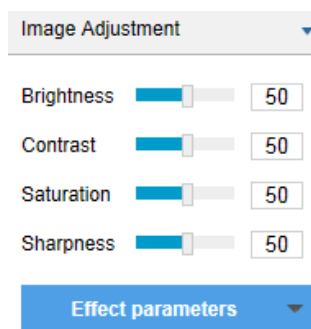 Image Adjustment
Brightness 50
Contrast 50
Saturation 50
Sharpness 50
Effect parameters